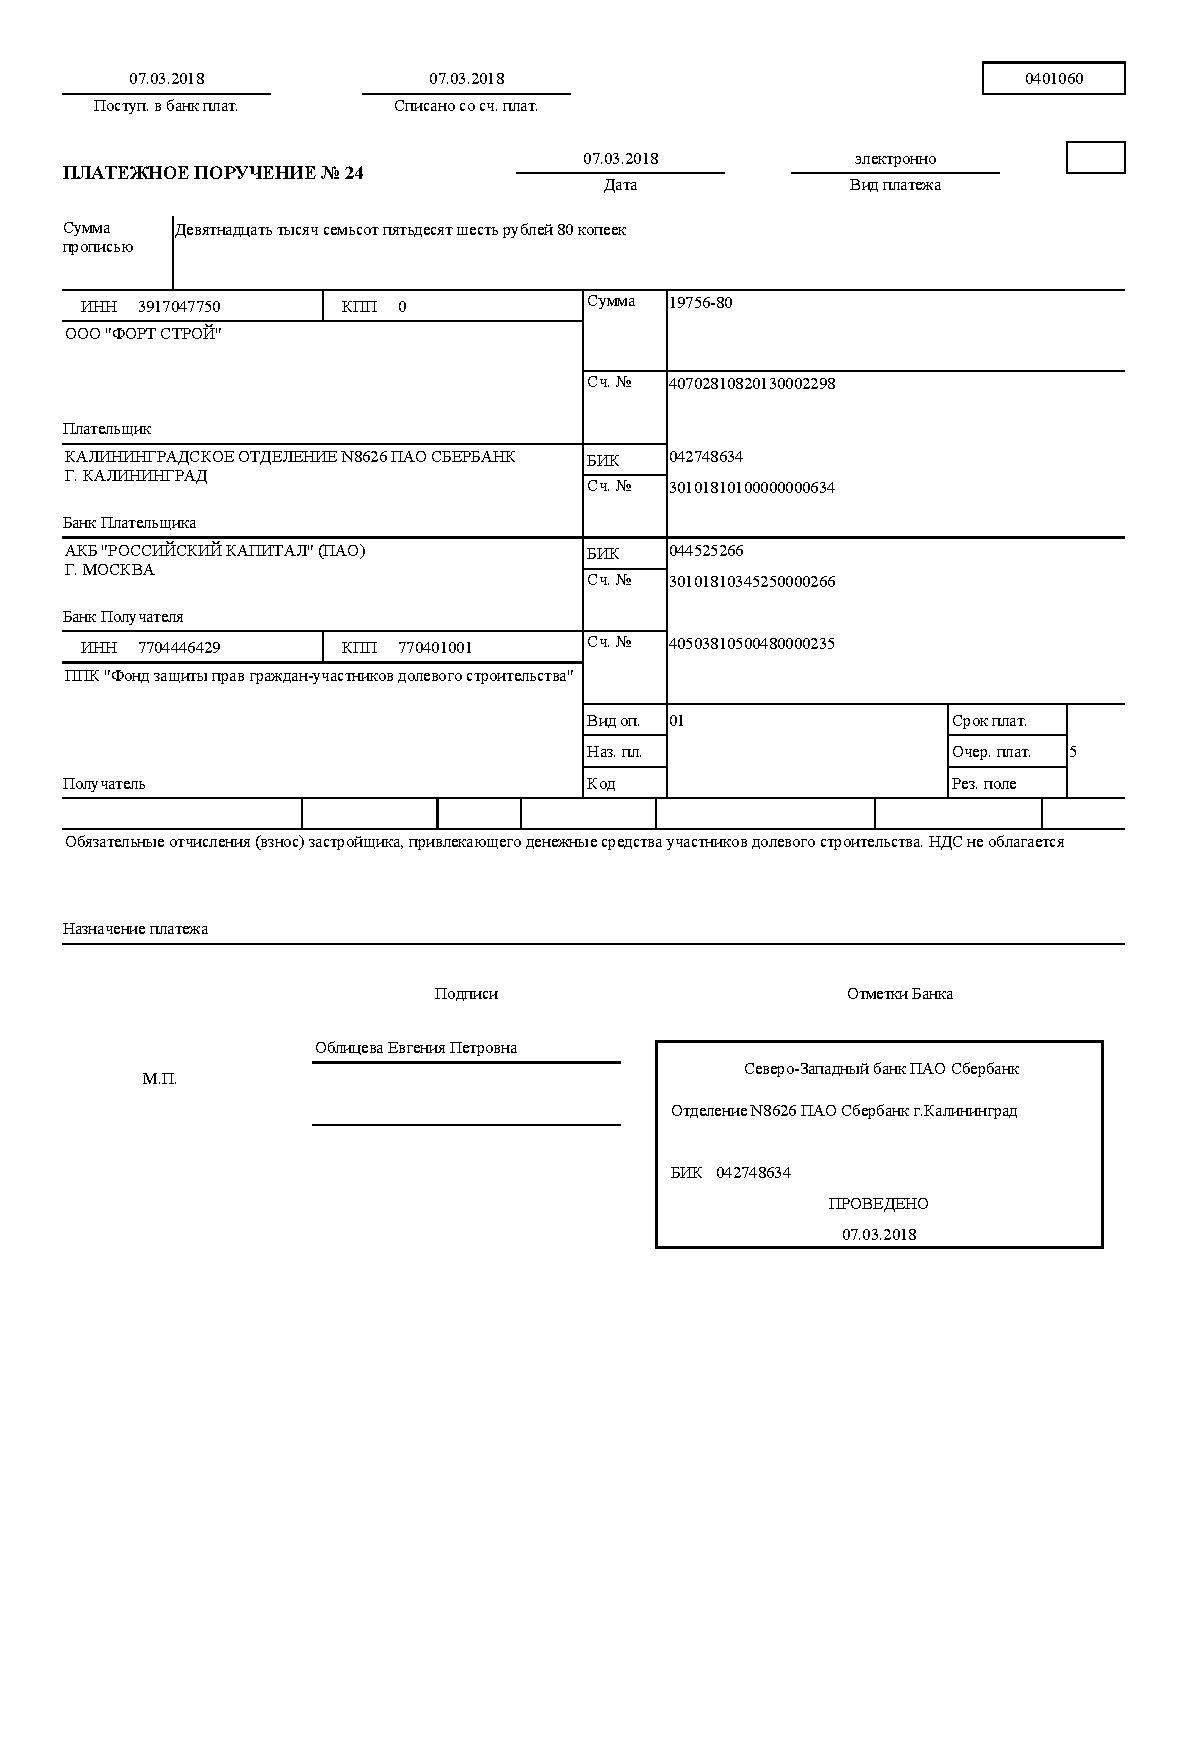 07.03.2018 07.03.2018 0401060
Поступ. в банк плат. Списано со сч. плат.
ПЛАТЕЖНОЕ ПОРУЧЕНИЕ № 24 07.03.2018 электронно
Дата Вид платежа
Сумма прописью Девятнадцать тысяч семьсот пятьдесят шесть рублей 80 копеек
ИНН 3917047750 КПП 0 Сумма 19756-80
ООО "ФОРТ СТРОЙ"
Сч. № 40702810820130002298
Плательщик
КАЛИНИНГРАДСКОЕ ОТДЕЛЕНИЕ N8626 ПАО СБЕРБАНК БИК 042748634
Г. КАЛИНИНГРАД Сч. № 30101810100000000634
Банк Плательщика
АКБ "РОССИЙСКИЙ КАПИТАЛ" (ПАО) БИК 044525266
Г. МОСКВА Сч. № 30101810345250000266
Банк Получателя
ИНН 7704446429 КПП 770401001 Сч. № 40503810500480000235
ППК "Фонд защиты прав граждан-участников долевого строительства"
Вид оп. 01 Срок плат.
Наз. пл. Очер. плат. 5
Получатель Код Рез. поле
Обязательные отчисления (взнос) застройщика, привлекающего денежные средства участников долевого строительства. НДС не облагается
Назначение платежа
Подписи Отметки Банка
Облицева Евгения Петровна
М.П.
Северо-Западный банк ПАО Сбербанк
Отделение N8626 ПАО Сбербанк г.Калининград
БИК 042748634
ПРОВЕДЕНО
07.03.2018